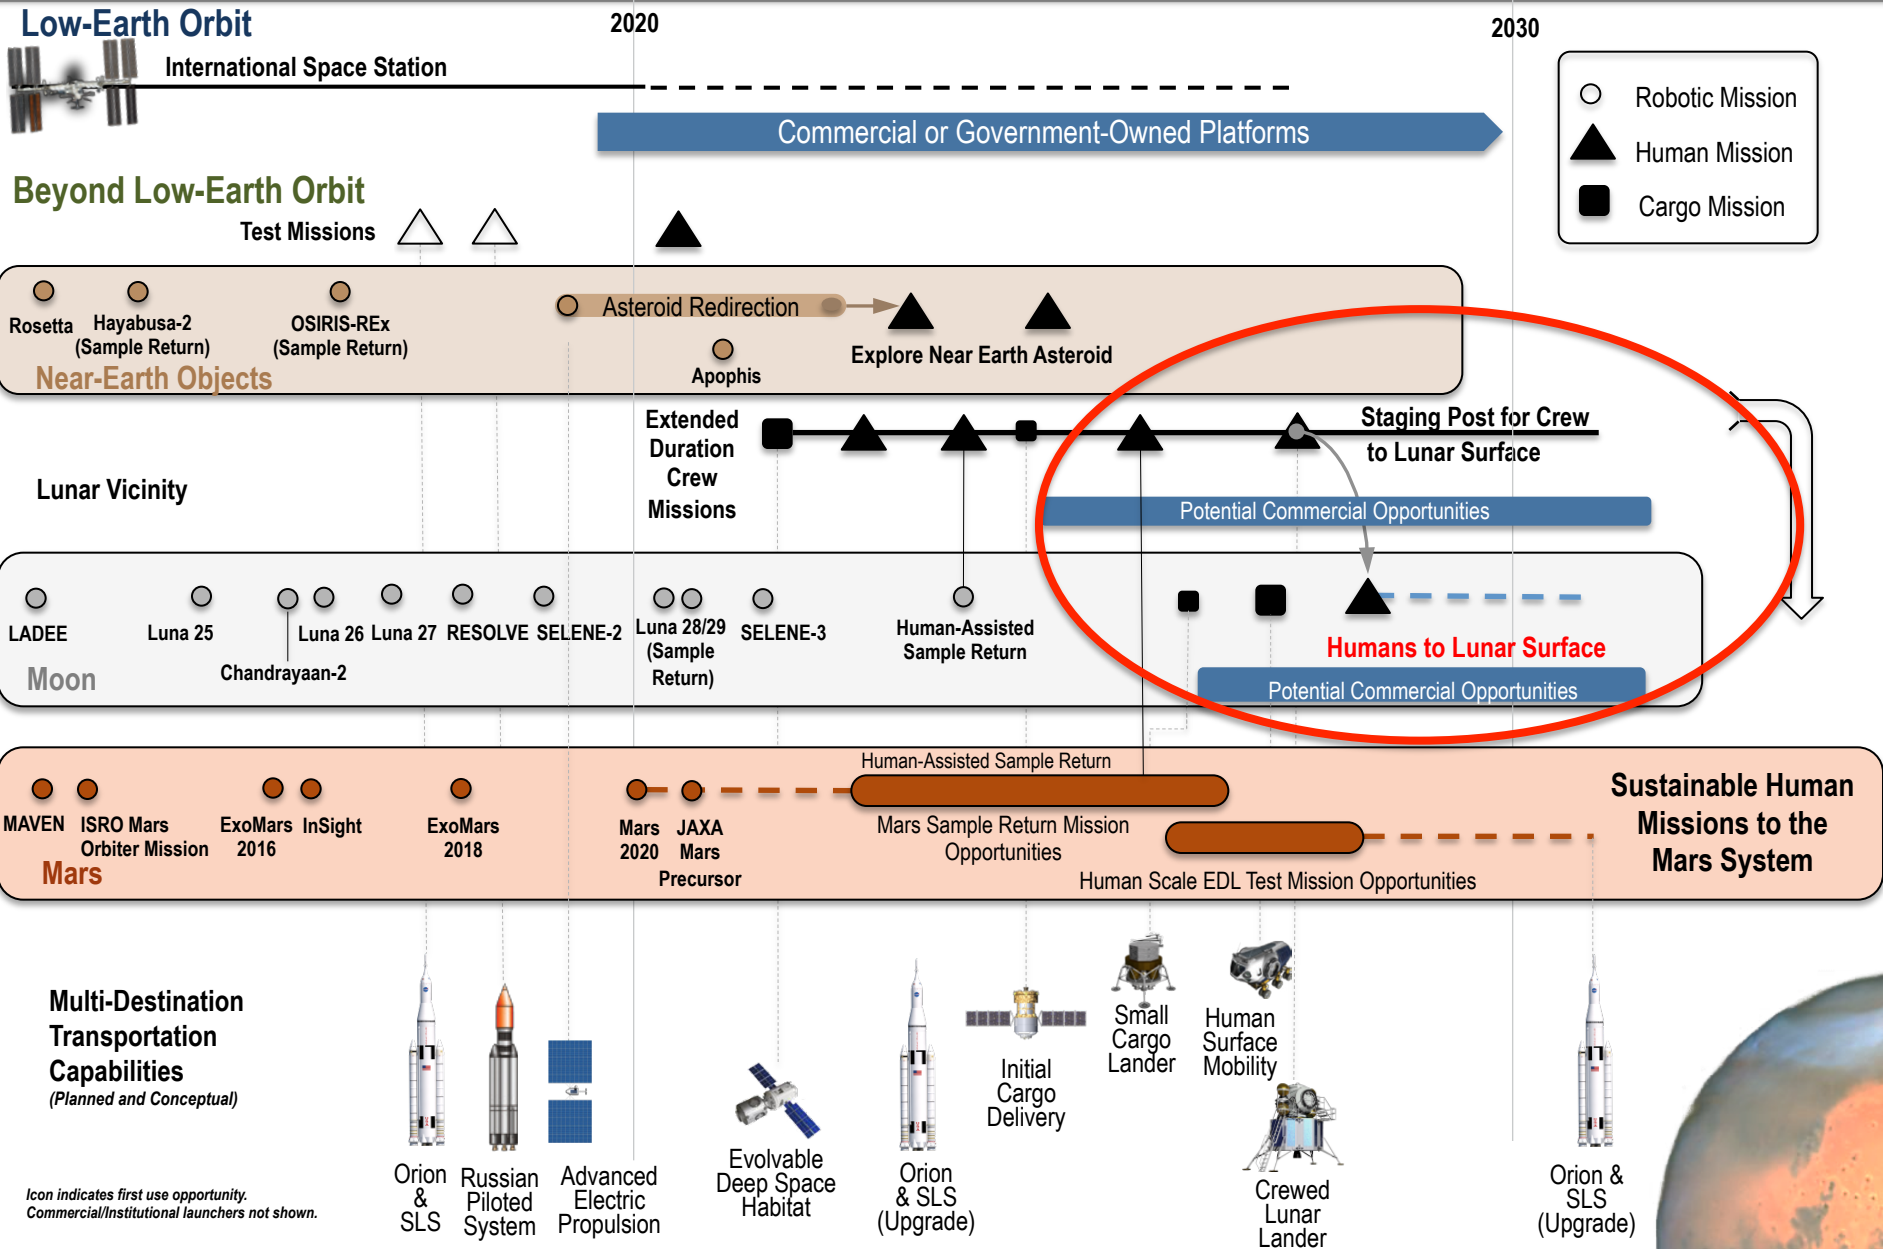 Low-Earth Orbit
2020
2030
International Space Station
Commercial or Government-Owned Platforms
Robotic Mission
Human Mission
Cargo Mission
Beyond Low-Earth Orbit
Test Missions
Rosetta
Hayabusa-2
(Sample Return)
OSIRIS-REx
(Sample Return)
Asteroid Redirection
Apophis
Explore Near Earth Asteroid
Near-Earth Objects
Extended
Duration
Crew
Missions
Staging Post for Crew
to Lunar Surface
Lunar Vicinity
Potential Commercial Opportunities
LADEE
Luna 25
Chandrayaan-2
Luna 26
Luna 27
RESOLVE
SELENE-2
Luna 28/29
(Sample
Return)
SELENE-3
Human-Assisted
Sample Return
Humans to Lunar Surface
Potential Commercial Opportunities
Moon
Human-Assisted Sample Return
MAVEN
ISRO Mars
Orbiter Mission
ExoMars
2016
InSight
ExoMars
2018
Mars
2020
JAXA
Mars
Precursor
Mars Sample Return Mission
Opportunities
Human Scale EDL Test Mission Opportunities
Sustainable Human
Missions to the
Mars System
Mars
Multi-Destination
Transportation
Capabilities
(Planned and Conceptual)
Orion
&
SLS
Russian
Piloted
System
Advanced
Electric
Propulsion
Evolvable
Deep Space
Habitat
Orion
& SLS
(Upgrade)
Initial
Cargo
Delivery
Small
Cargo
Lander
Human
Surface
Mobility
Crewed
Lunar
Lander
Orion &
SLS
(Upgrade)
Icon indicates first use opportunity.
Commercial/Institutional launchers not shown.